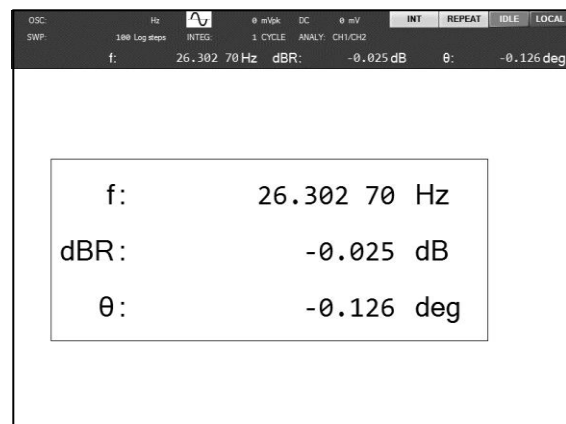 OSC: Hz 0 mVpk DC 0 mV INT REPEAT IDLE LOCAL
SWP: 100 Log steps INTEG: 1 CYCLE ANALY: CH1/CH2
f: 26.302 70 Hz dBR: -0.025 dB θ: -0.126 deg
f: 26.302 70 Hz
dBR: -0.025 dB
θ: -0.126 deg